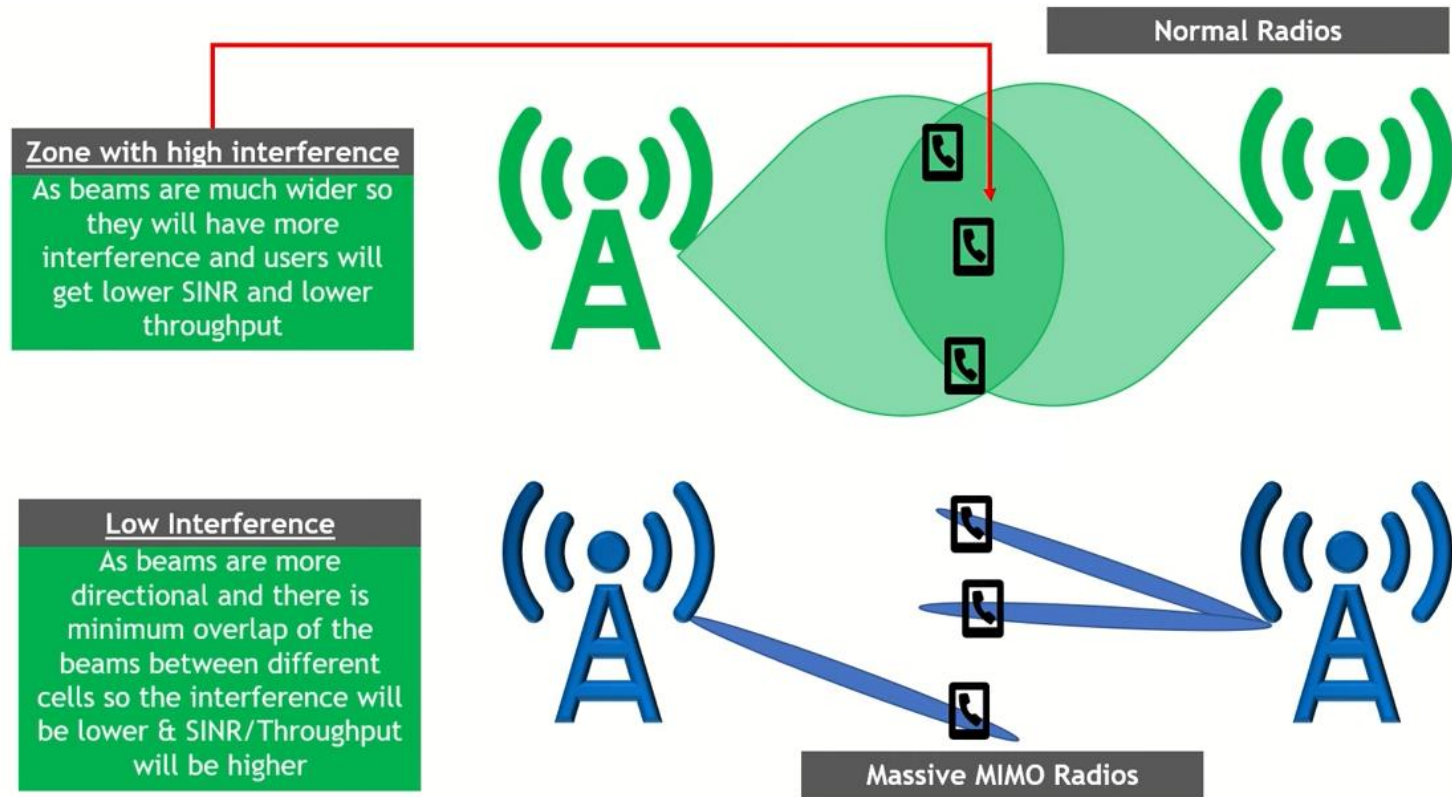 Normal Radios
Zone with high interference
As beams are much wider so
they will have more
interference and users will
get lower SINR and lower
throughput
Low Interference
As beams are more
directional and there is
minimum overlap of the
beams between different
cells so the interference will
be lower & SINR/Throughput
will be higher
Massive MIMO Radios